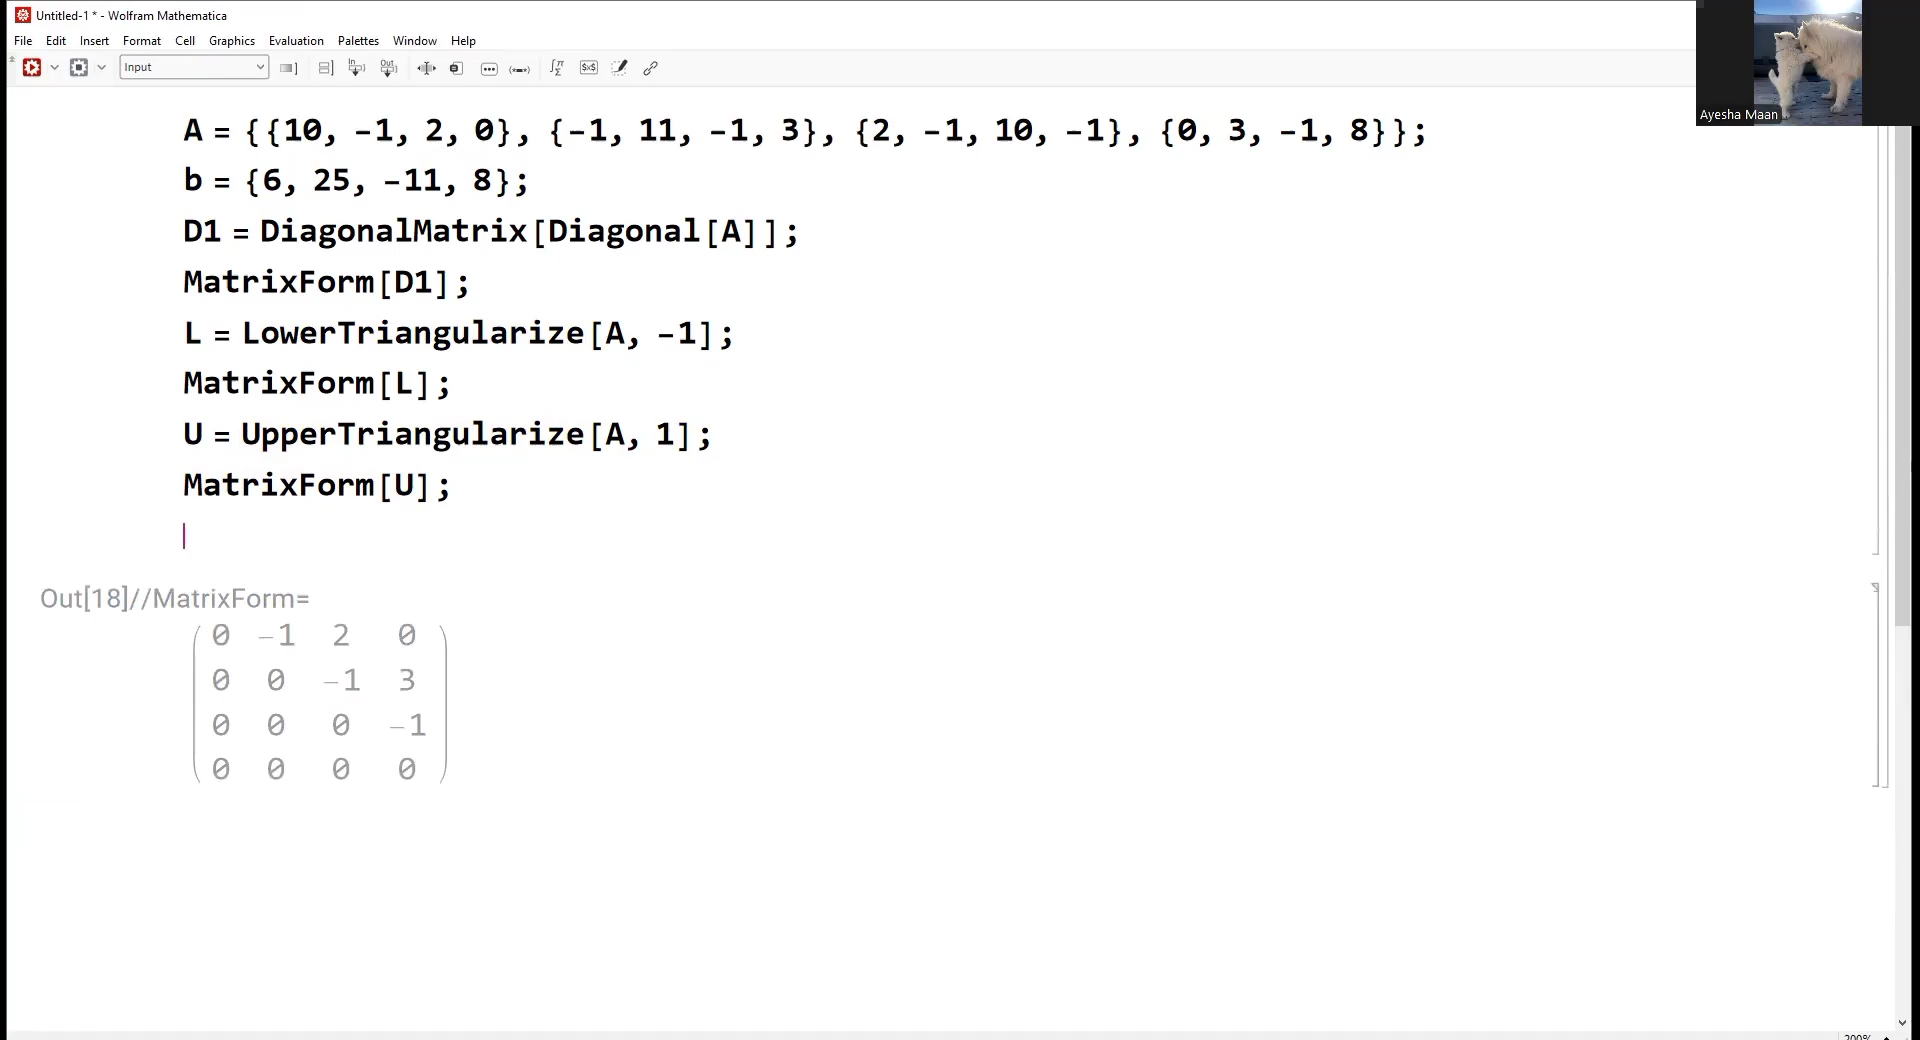 Untitled-1 * - Wolfram Mathematica
File Edit Insert Format Cell Graphics Evaluation Palettes Window Help
Input
Ayesha Maan
A = {{10, -1, 2, 0}, {-1, 11, -1, 3}, {2, -1, 10, -1}, {0, 3, -1, 8}};
b = {6, 25, -11, 8};
D1 = DiagonalMatrix[Diagonal[A]];
MatrixForm[D1];
L = LowerTriangularize[A, -1];
MatrixForm[L];
U = UpperTriangularize[A, 1];
MatrixForm[U];
Out[18]//MatrixForm=
0 -1 2 0
0 0 -1 3
0 0 0 -1
0 0 0 0
200%